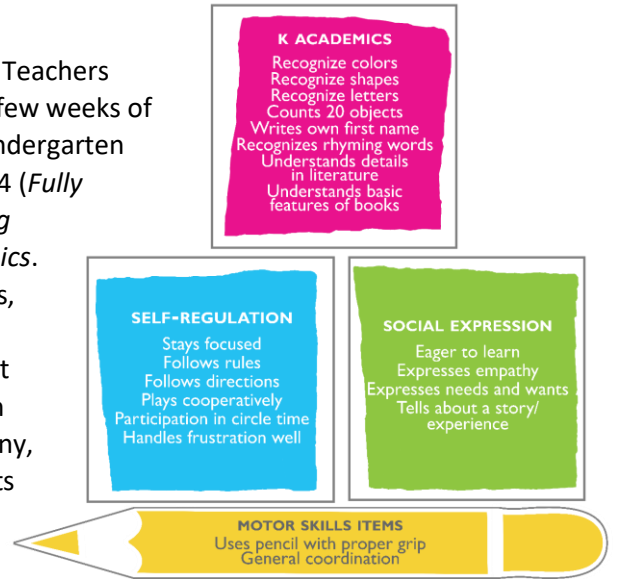 Teachers
few weeks of
ndergarten
4 (Fully
g
ics.
s,
t
n
ny,
ts
K ACADEMICS
Recognize colors
Recognize shapes
Recognize letters
Counts 20 objects
Writes own first name
Recognizes rhyming words
Understands details
in literature
Understands basic
features of books
SELF-REGULATION
Stays focused
Follows rules
Follows directions
Plays cooperatively
Participation in circle time
Handles frustration well
SOCIAL EXPRESSION
Eager to learn
Expresses empathy
Expresses needs and wants
Tells about a story/
experience
MOTOR SKILLS ITEMS
Uses pencil with proper grip
General coordination